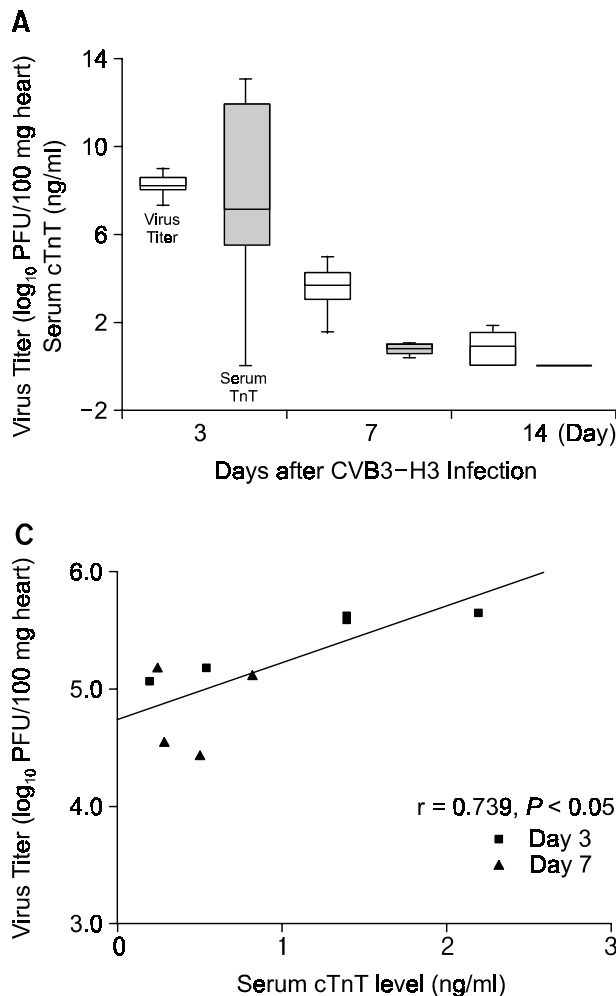 A
Virus Titer (log₁₀ PFU/100 mg heart)
Serum cTnT (ng/ml)
14
10
6
2
−2
Virus
Titer
Serum
TnT
3 7 14 (Day)
Days after CVB3−H3 Infection
C
Virus Titer (log₁₀ PFU/100 mg heart)
6.0
5.0
4.0
3.0
r = 0.739, P < 0.05
Day 3
Day 7
0 1 2 3
Serum cTnT level (ng/ml)